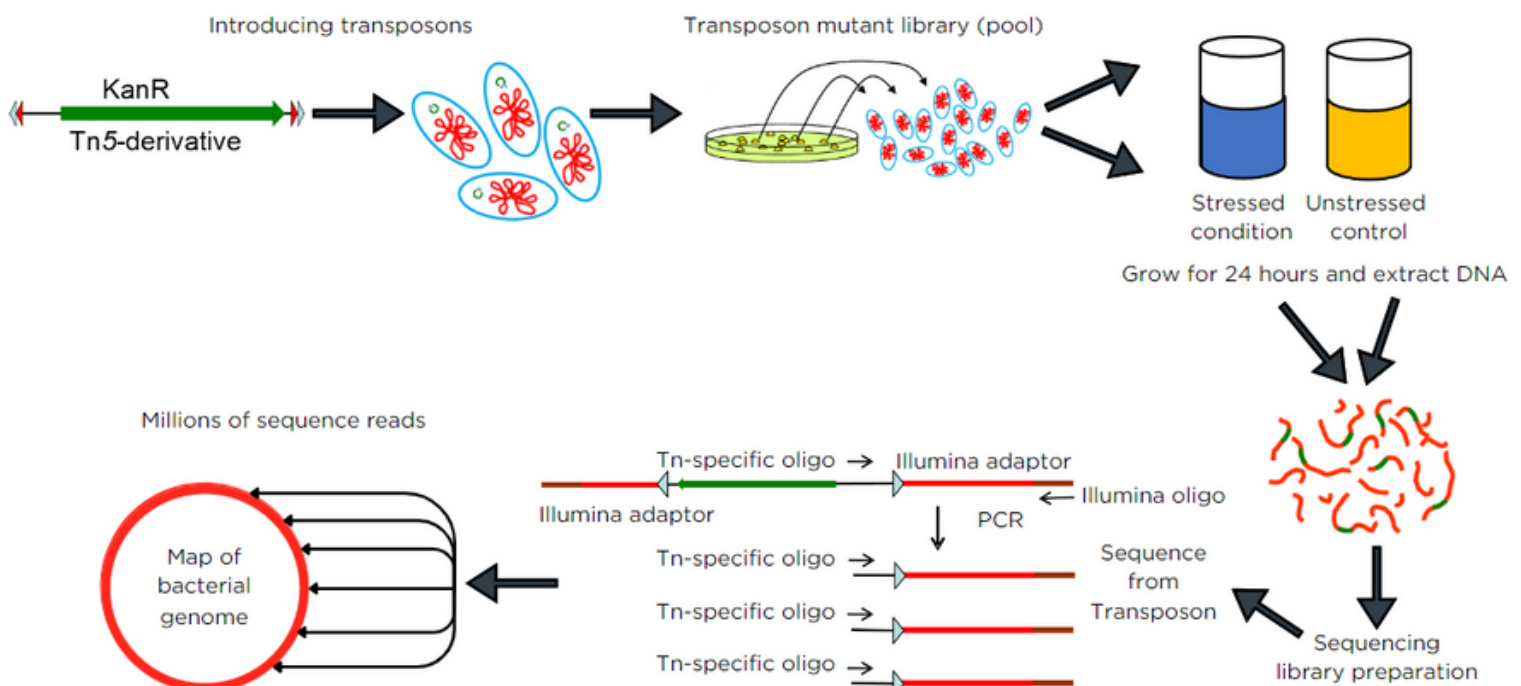 Introducing transposons
Transposon mutant library (pool)
KanR
Tn5-derivative
Stressed
condition
Unstressed
control
Grow for 24 hours and extract DNA
Millions of sequence reads
Map of
bacterial
genome
Tn-specific oligo
Illumina adaptor
Illumina adaptor
Illumina oligo
PCR
Tn-specific oligo
Tn-specific oligo
Tn-specific oligo
Sequence
from
Transposon
Sequencing
library preparation